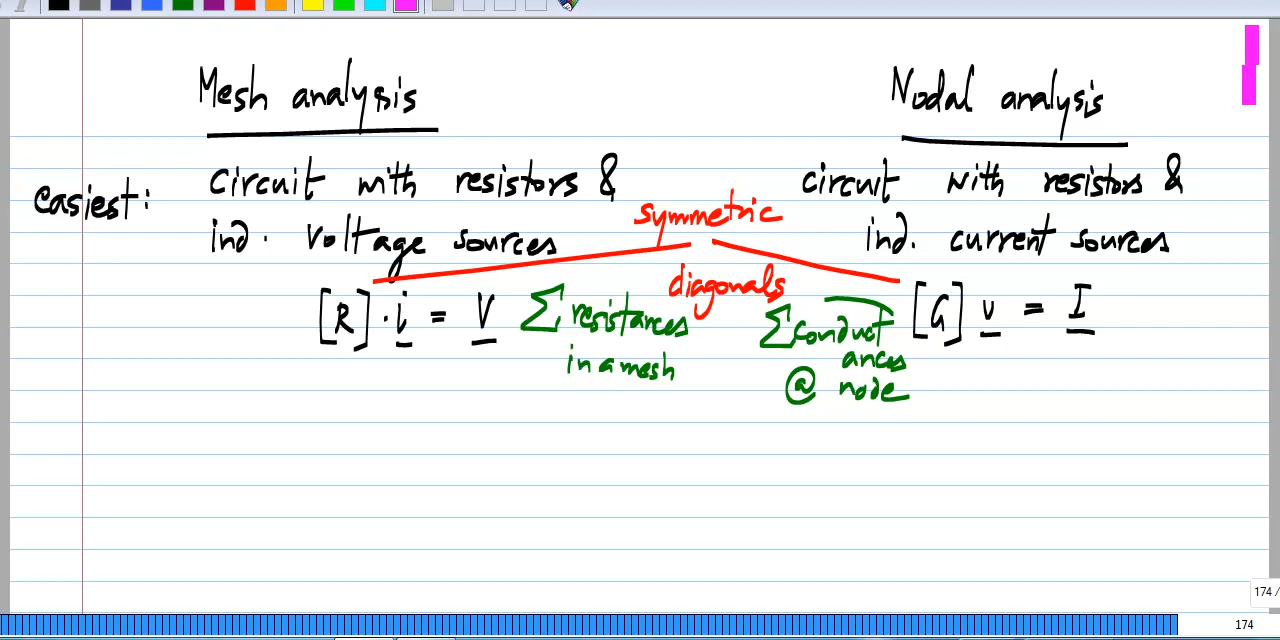 Mesh analysis
Nodal analysis
easiest:
circuit with resistors &
ind. voltage sources
circuit with resistors &
ind. current sources
symmetric
diagonals
[R] · i = V
∑ resistances
in a mesh
∑ conduct
ances
@ node
[G] v = I
174 /
174